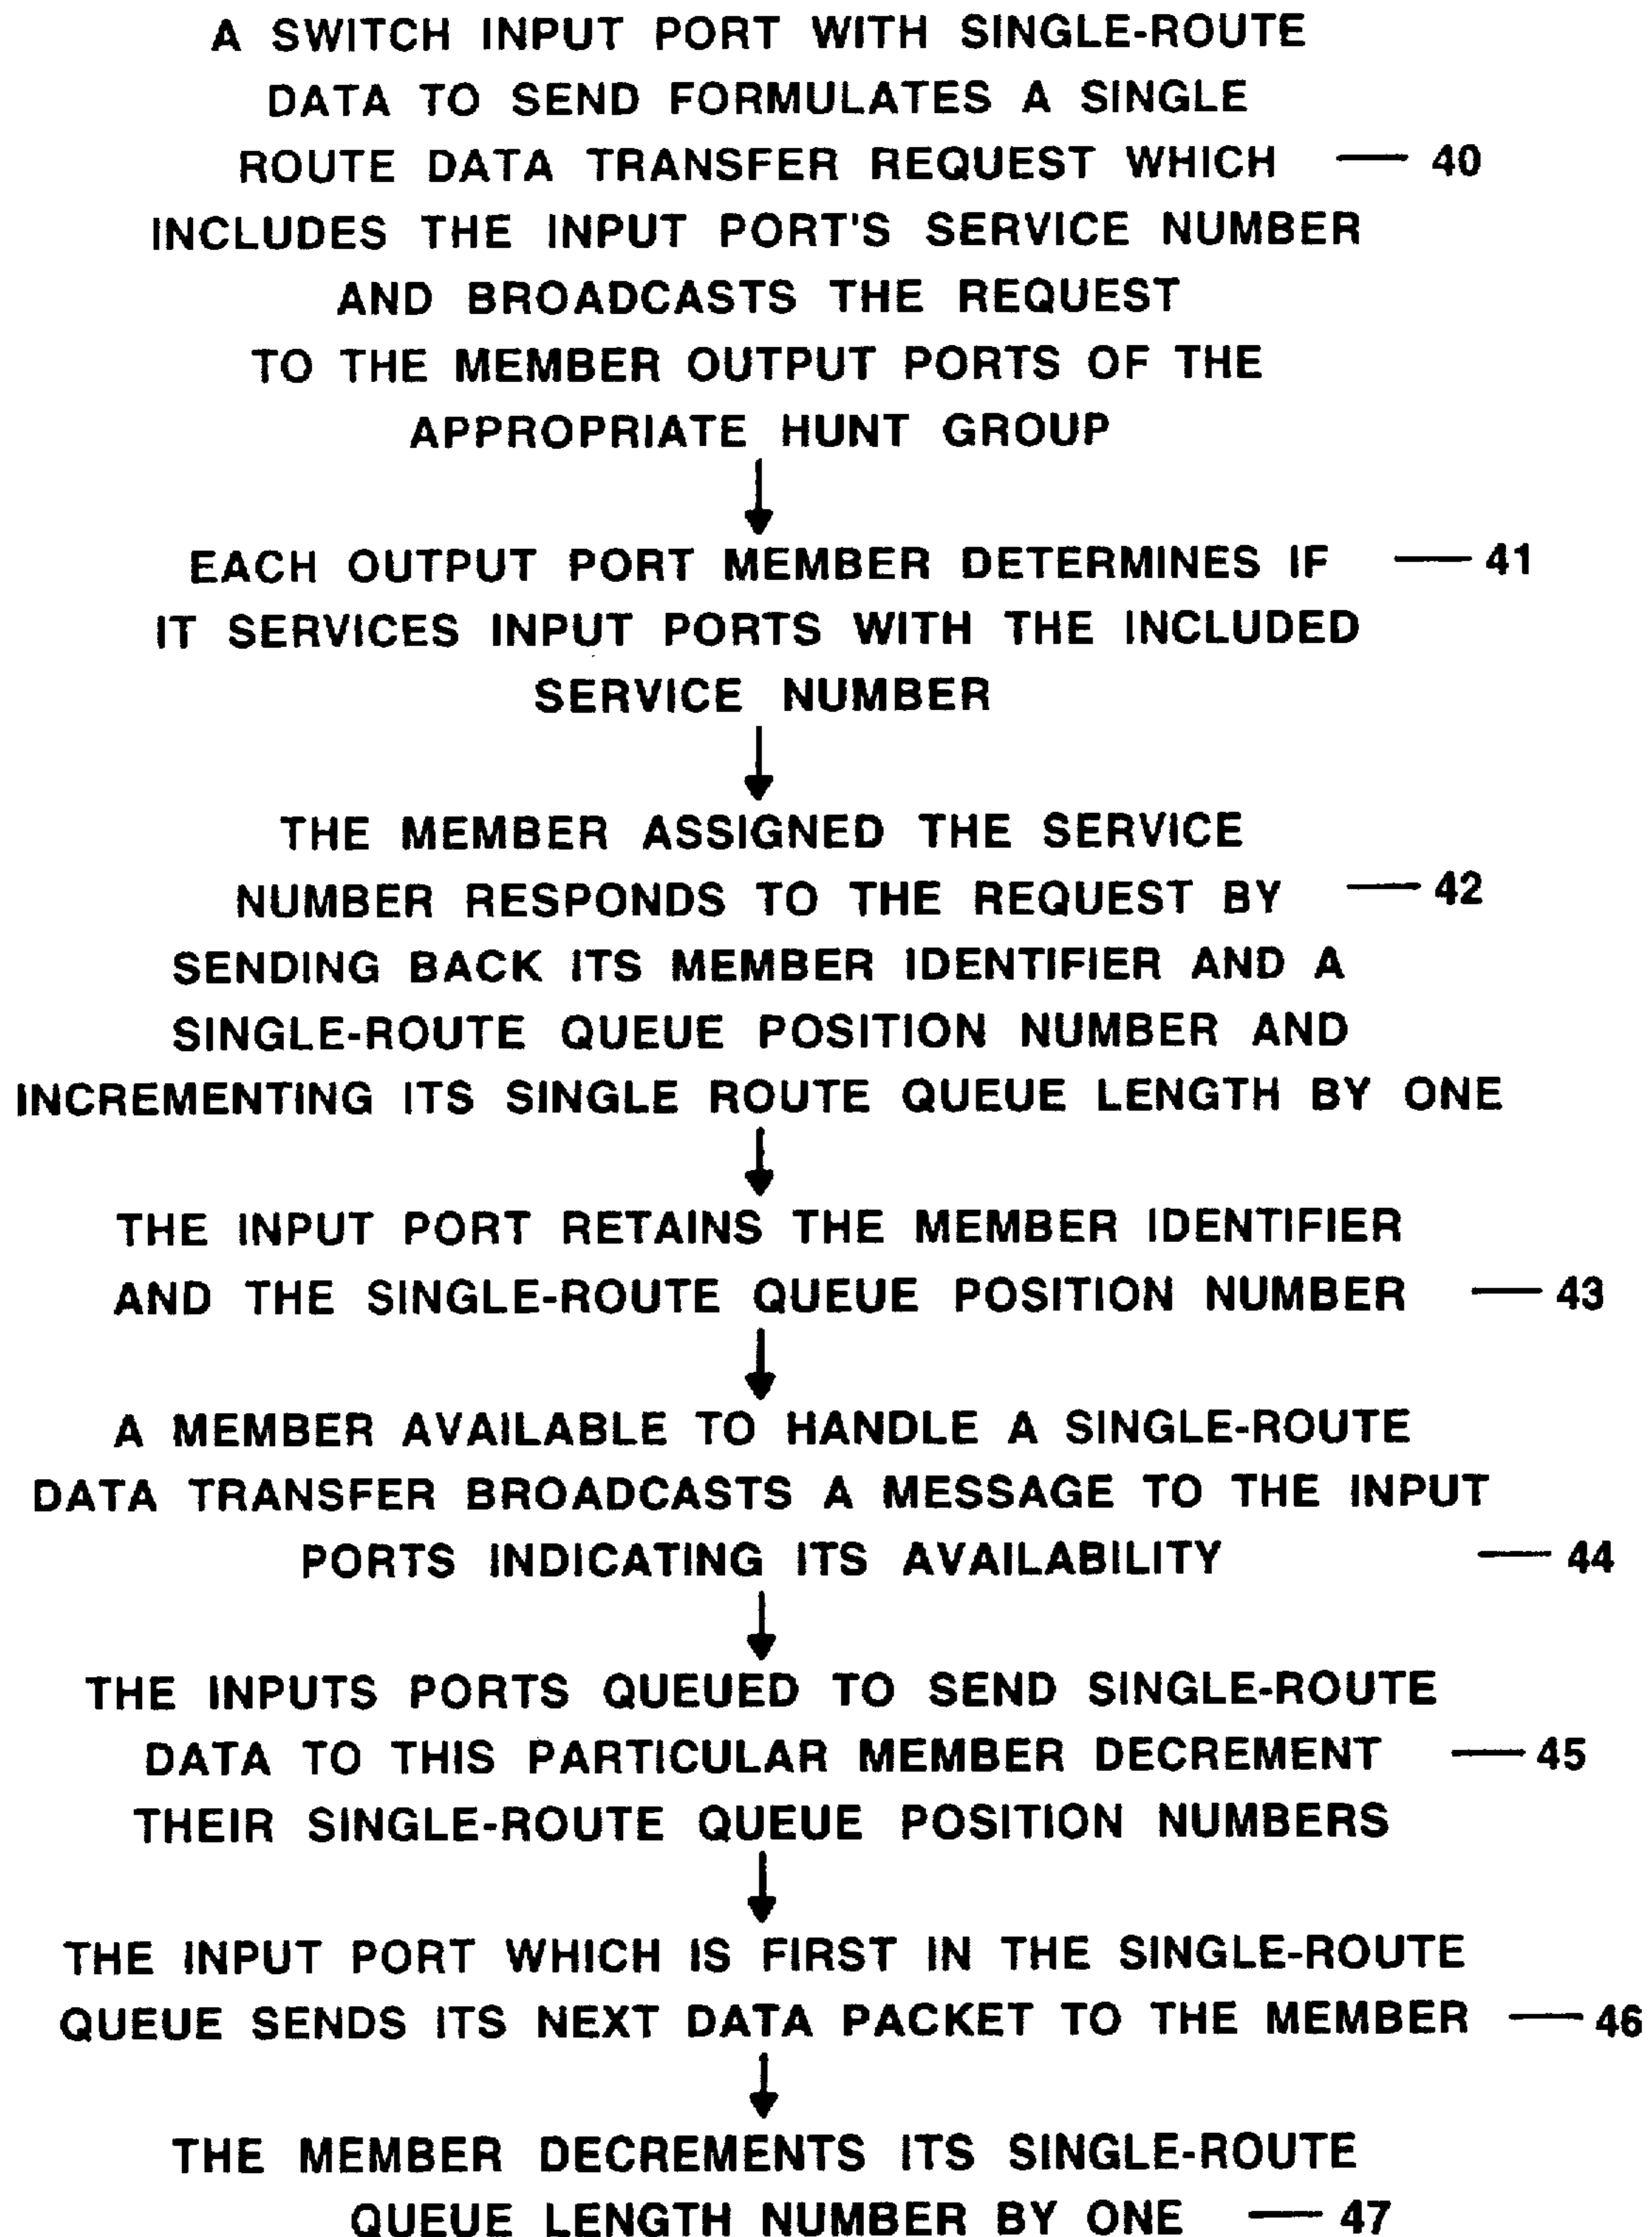 A SWITCH INPUT PORT WITH SINGLE-ROUTE
DATA TO SEND FORMULATES A SINGLE
ROUTE DATA TRANSFER REQUEST WHICH — 40
INCLUDES THE INPUT PORT'S SERVICE NUMBER
AND BROADCASTS THE REQUEST
TO THE MEMBER OUTPUT PORTS OF THE
APPROPRIATE HUNT GROUP
EACH OUTPUT PORT MEMBER DETERMINES IF — 41
IT SERVICES INPUT PORTS WITH THE INCLUDED
SERVICE NUMBER
THE MEMBER ASSIGNED THE SERVICE
NUMBER RESPONDS TO THE REQUEST BY — 42
SENDING BACK ITS MEMBER IDENTIFIER AND A
SINGLE-ROUTE QUEUE POSITION NUMBER AND
INCREMENTING ITS SINGLE ROUTE QUEUE LENGTH BY ONE
THE INPUT PORT RETAINS THE MEMBER IDENTIFIER
AND THE SINGLE-ROUTE QUEUE POSITION NUMBER — 43
A MEMBER AVAILABLE TO HANDLE A SINGLE-ROUTE
DATA TRANSFER BROADCASTS A MESSAGE TO THE INPUT
PORTS INDICATING ITS AVAILABILITY — 44
THE INPUTS PORTS QUEUED TO SEND SINGLE-ROUTE
DATA TO THIS PARTICULAR MEMBER DECREMENT — 45
THEIR SINGLE-ROUTE QUEUE POSITION NUMBERS
THE INPUT PORT WHICH IS FIRST IN THE SINGLE-ROUTE
QUEUE SENDS ITS NEXT DATA PACKET TO THE MEMBER — 46
THE MEMBER DECREMENTS ITS SINGLE-ROUTE
QUEUE LENGTH NUMBER BY ONE — 47